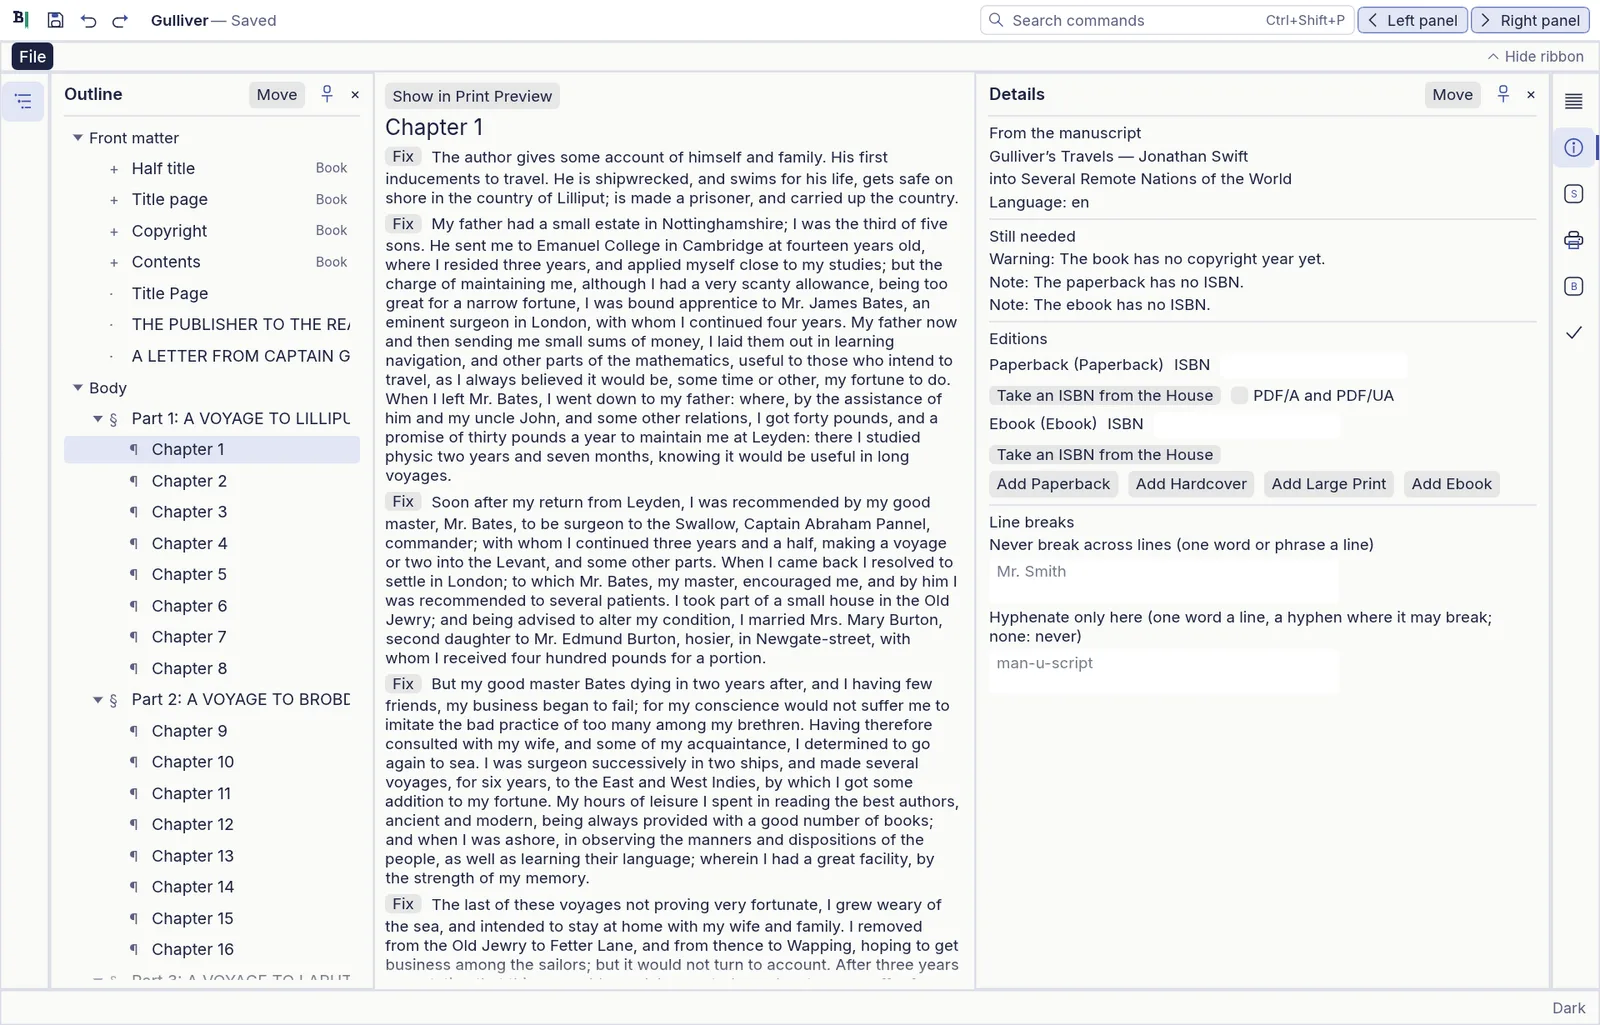 B
Gulliver — Saved
Search commands Ctrl+Shift+P
Left panel
Right panel
File
Hide ribbon
Outline
Move
Front matter
Half title Book
Title page Book
Copyright Book
Contents Book
Title Page
THE PUBLISHER TO THE REA
A LETTER FROM CAPTAIN G
Body
§ Part 1: A VOYAGE TO LILLIPU
¶ Chapter 1
¶ Chapter 2
¶ Chapter 3
¶ Chapter 4
¶ Chapter 5
¶ Chapter 6
¶ Chapter 7
¶ Chapter 8
§ Part 2: A VOYAGE TO BROBD
¶ Chapter 9
¶ Chapter 10
¶ Chapter 11
¶ Chapter 12
¶ Chapter 13
¶ Chapter 14
¶ Chapter 15
¶ Chapter 16
§ Part 3: A VOYAGE TO LAPUT
Show in Print Preview
Chapter 1
Fix The author gives some account of himself and family. His first
inducements to travel. He is shipwrecked, and swims for his life, gets safe on
shore in the country of Lilliput; is made a prisoner, and carried up the country.
Fix My father had a small estate in Nottinghamshire; I was the third of five
sons. He sent me to Emanuel College in Cambridge at fourteen years old,
where I resided three years, and applied myself close to my studies; but the
charge of maintaining me, although I had a very scanty allowance, being too
great for a narrow fortune, I was bound apprentice to Mr. James Bates, an
eminent surgeon in London, with whom I continued four years. My father now
and then sending me small sums of money, I laid them out in learning
navigation, and other parts of the mathematics, useful to those who intend to
travel, as I always believed it would be, some time or other, my fortune to do.
When I left Mr. Bates, I went down to my father: where, by the assistance of
him and my uncle John, and some other relations, I got forty pounds, and a
promise of thirty pounds a year to maintain me at Leyden: there I studied
physic two years and seven months, knowing it would be useful in long
voyages.
Fix Soon after my return from Leyden, I was recommended by my good
master, Mr. Bates, to be surgeon to the Swallow, Captain Abraham Pannel,
commander; with whom I continued three years and a half, making a voyage
or two into the Levant, and some other parts. When I came back I resolved to
settle in London; to which Mr. Bates, my master, encouraged me, and by him I
was recommended to several patients. I took part of a small house in the Old
Jewry; and being advised to alter my condition, I married Mrs. Mary Burton,
second daughter to Mr. Edmund Burton, hosier, in Newgate-street, with
whom I received four hundred pounds for a portion.
Fix But my good master Bates dying in two years after, and I having few
friends, my business began to fail; for my conscience would not suffer me to
imitate the bad practice of too many among my brethren. Having therefore
consulted with my wife, and some of my acquaintance, I determined to go
again to sea. I was surgeon successively in two ships, and made several
voyages, for six years, to the East and West Indies, by which I got some
addition to my fortune. My hours of leisure I spent in reading the best authors,
ancient and modern, being always provided with a good number of books;
and when I was ashore, in observing the manners and dispositions of the
people, as well as learning their language; wherein I had a great facility, by
the strength of my memory.
Fix The last of these voyages not proving very fortunate, I grew weary of
the sea, and intended to stay at home with my wife and family. I removed
from the Old Jewry to Fetter Lane, and from thence to Wapping, hoping to get
business among the sailors; but it would not turn to account. After three years
Details
Move
From the manuscript
Gulliver’s Travels — Jonathan Swift
into Several Remote Nations of the World
Language: en
Still needed
Warning: The book has no copyright year yet.
Note: The paperback has no ISBN.
Note: The ebook has no ISBN.
Editions
Paperback (Paperback) ISBN
Take an ISBN from the House PDF/A and PDF/UA
Ebook (Ebook) ISBN
Take an ISBN from the House
Add Paperback Add Hardcover Add Large Print Add Ebook
Line breaks
Never break across lines (one word or phrase a line)
Mr. Smith
Hyphenate only here (one word a line, a hyphen where it may break;
none: never)
man-u-script
S
B
Dark